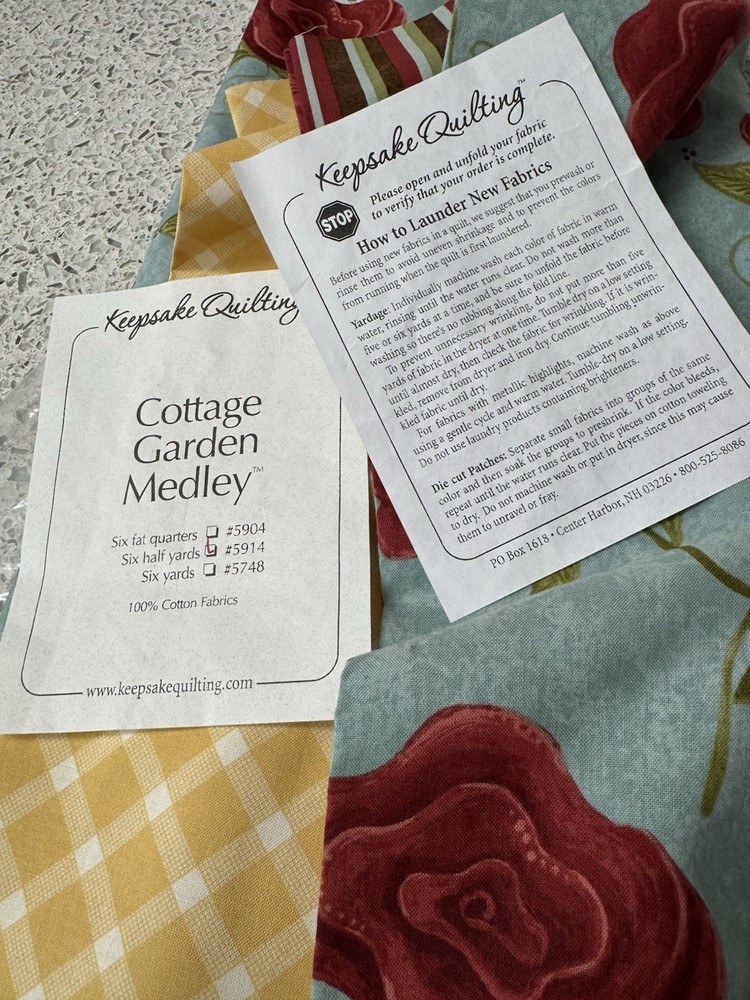 Keepsake Quilting™
Please open and unfold your fabric
to verify that your order is complete.
STOP
How to Launder New Fabrics
Before using new fabrics in a quilt, we suggest that you prewash or
rinse them to avoid uneven shrinkage and to prevent the colors
from running when the quilt is first laundered.
Yardage: Individually machine wash each color of fabric in warm
water, rinsing until the water runs clear. Do not wash more than
five or six yards at a time, and be sure to unfold the fabric before
washing so there's no rubbing along the fold line.
To prevent unnecessary wrinkling, do not put more than five
yards of fabric in the dryer at one time. Tumble dry on a low setting
until almost dry, then check the fabric for wrinkling. If it is wrin-
kled, remove from dryer and iron dry. Continue tumbling unwrin-
kled fabric until dry.
For fabrics with metallic highlights, machine wash as above
using a gentle cycle and warm water. Tumble-dry on a low setting.
Do not use laundry products containing brighteners.
Die cut Patches: Separate small fabrics into groups of the same
color and then soak the groups to preshrink. If the color bleeds,
repeat until the water runs clear. Put the pieces on cotton toweling
to dry. Do not machine wash or put in dryer, since this may cause
them to unravel or fray.
PO Box 1618 • Center Harbor, NH 03226 • 800-525-8086
Keepsake Quilting
Cottage
Garden
Medley™
Six fat quarters #5904
Six half yards #5914
Six yards #5748
100% Cotton Fabrics
www.keepsakequilting.com